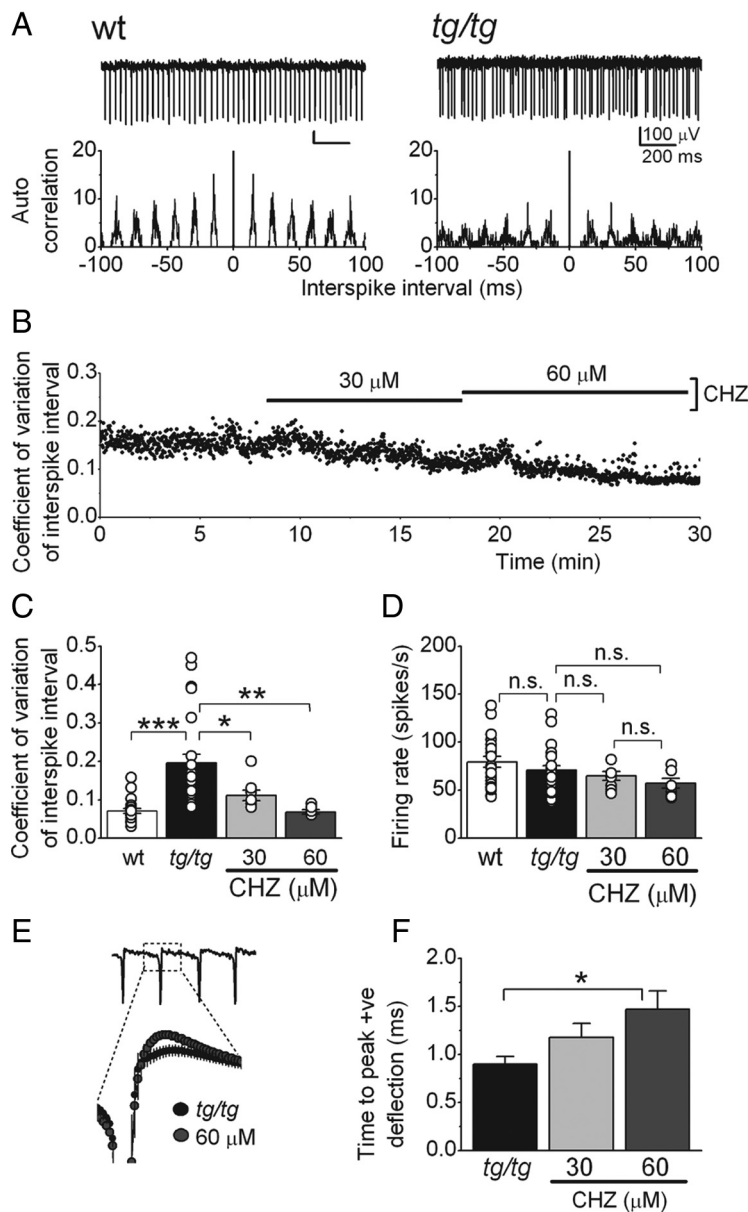 A
wt
tg/tg
100 μV
200 ms
Auto
correlation
20
10
0
-100 -50 0 50 100
-100 -50 0 50 100
Interspike interval (ms)
B
Coefficient of variation
of interspike interval
0.3
0.2
0.1
0.0
30 μM
60 μM
CHZ
0 5 10 15 20 25 30
Time (min)
C
Coefficient of variation
of interspike interval
0.5
0.4
0.3
0.2
0.1
0.0
***
*
**
wt tg/tg 30 60
CHZ (μM)
D
Firing rate (spikes/s)
200
150
100
50
0
n.s.
n.s.
n.s.
n.s.
wt tg/tg 30 60
CHZ (μM)
E
tg/tg
60 μM
F
Time to peak +ve
deflection (ms)
2.0
1.5
1.0
0.5
0.0
*
tg/tg 30 60
CHZ (μM)